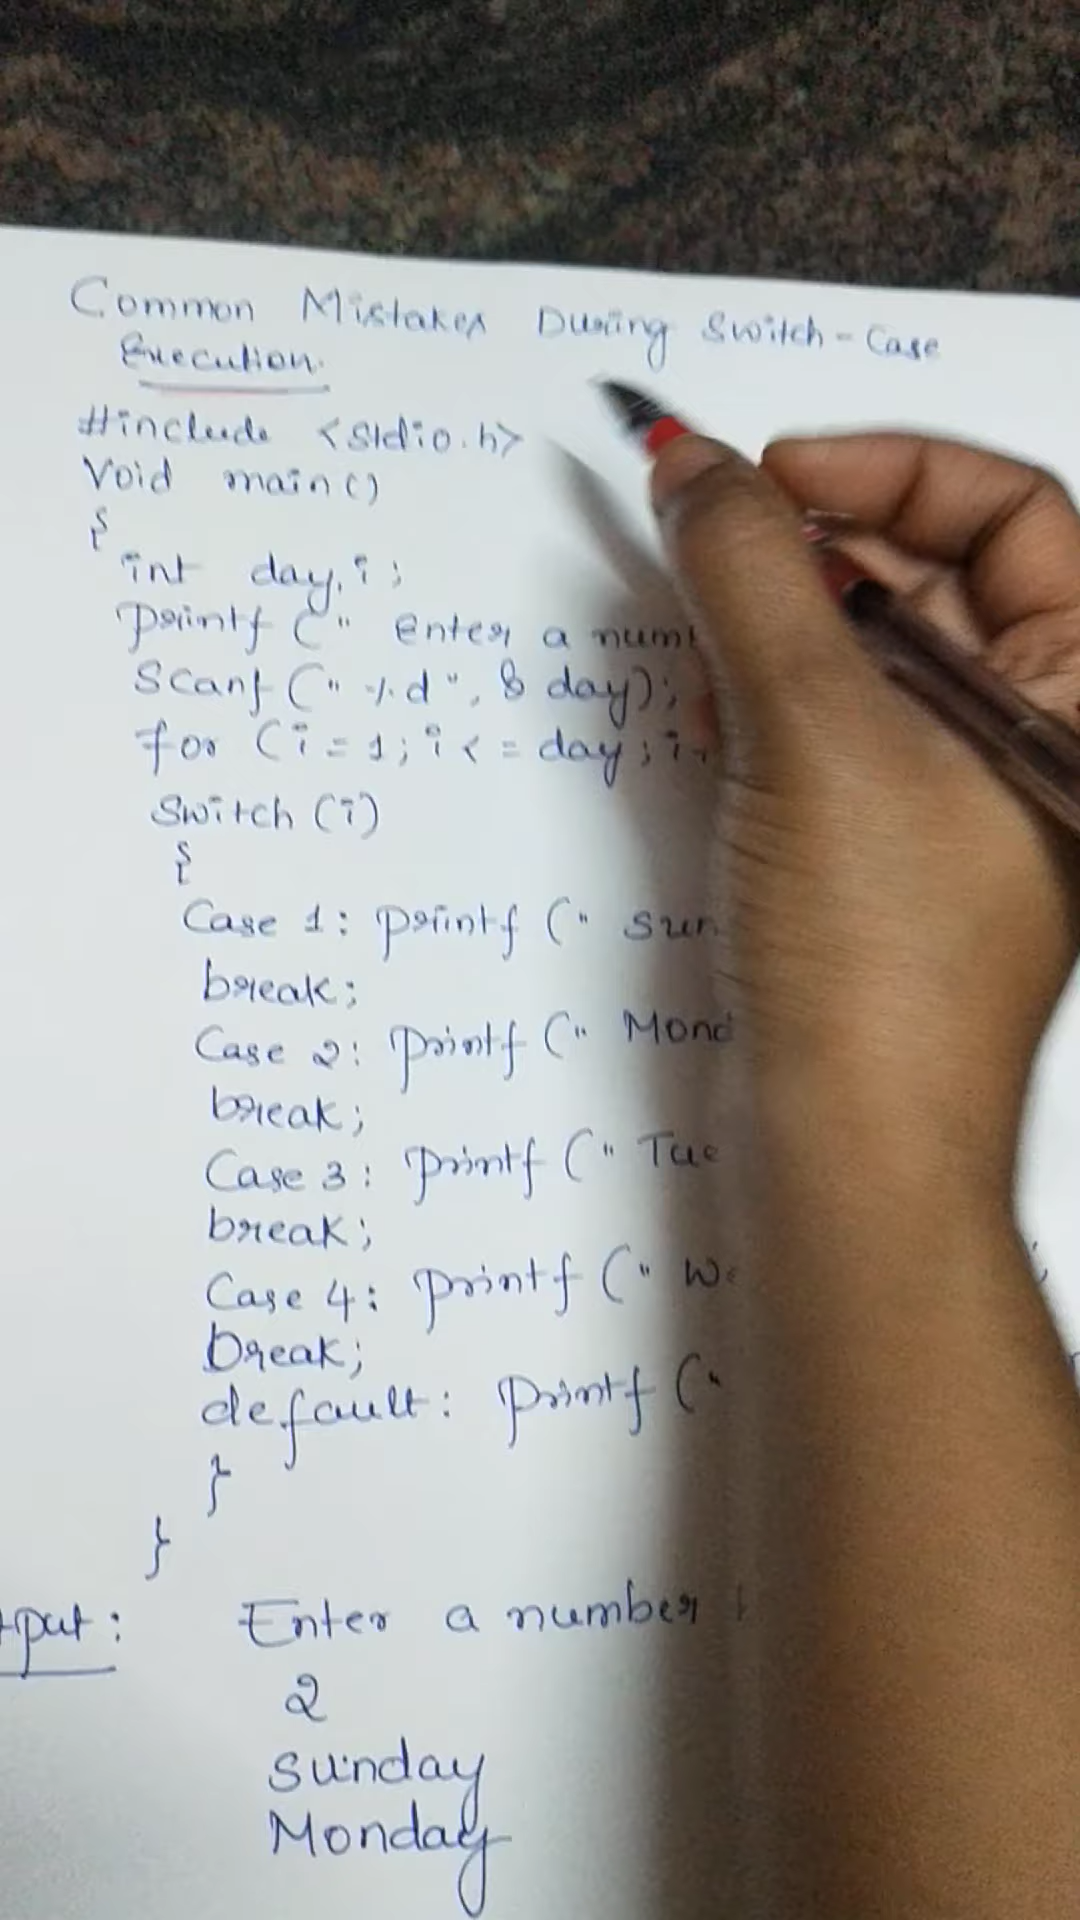 Common Mistakes During Switch-Case
Execution.
#include <stdio.h>
Void main()
{
int day, i;
printf (" enter a
Scanf (" %d", & day);
for (i = 1; i <= day; i
Switch (i)
{
Case 1: printf ("
break;
Case 2: printf ("
break;
Case 3: printf ("
break;
Case 4: printf ("
break;
default: printf ("
}
}
Enter a number
2
Sunday
Monday